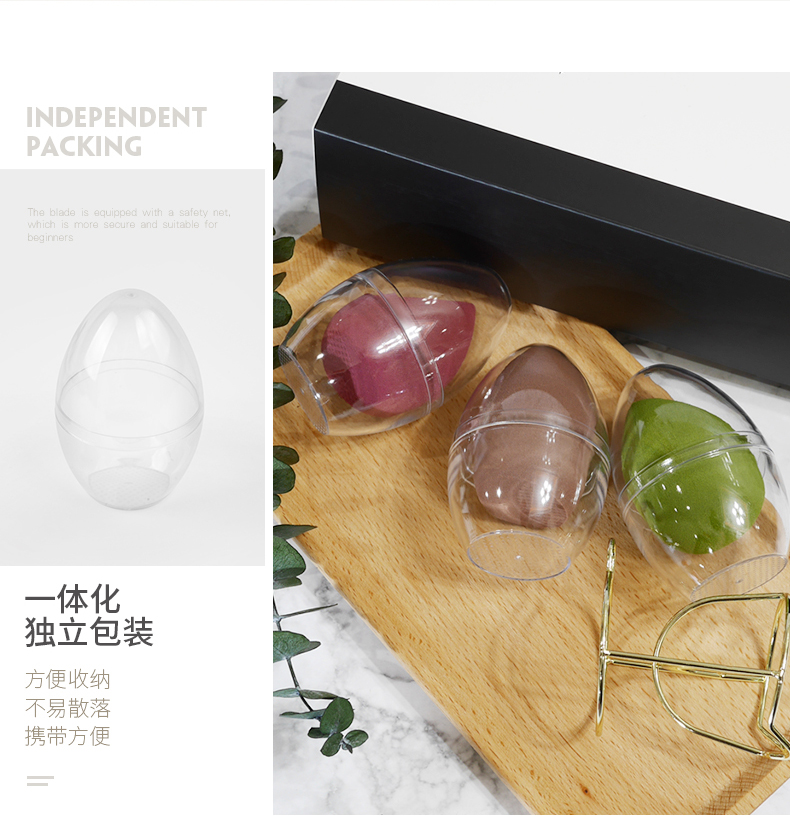 INDEPENDENT
PACKING
The blade is equipped with a safety net,
which is more secure and suitable for
beginners
一体化
独立包装
方便收纳
不易散落
携带方便